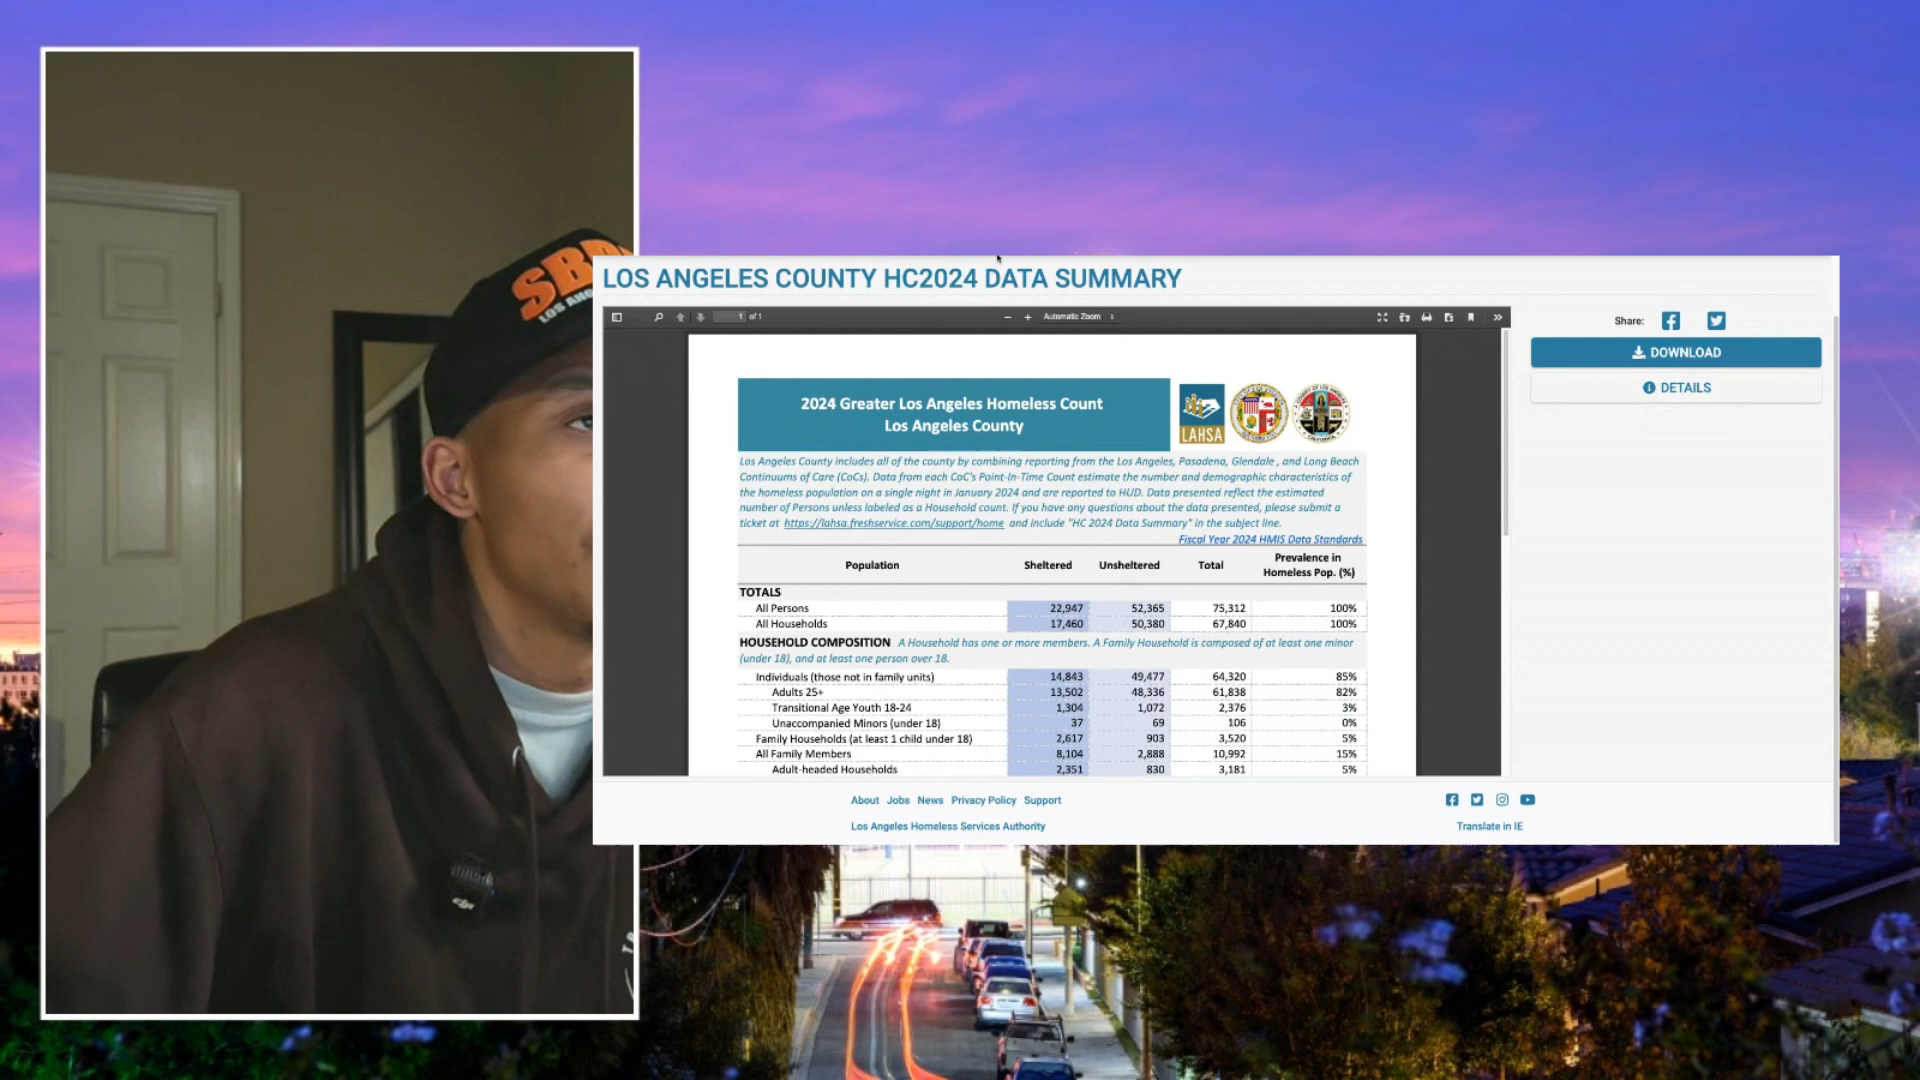 SBD
LOS ANG
LOS ANGELES COUNTY HC2024 DATA SUMMARY
1 of 1
Automatic Zoom
Share:
DOWNLOAD
DETAILS
2024 Greater Los Angeles Homeless Count
Los Angeles County
LAHSA
Los Angeles County includes all of the county by combining reporting from the Los Angeles, Pasadena, Glendale , and Long Beach
Continuums of Care (CoCs). Data from each CoC's Point-In-Time Count estimate the number and demographic characteristics of
the homeless population on a single night in January 2024 and are reported to HUD. Data presented reflect the estimated
number of Persons unless labeled as a Household count. If you have any questions about the data presented, please submit a
ticket at https://lahsa.freshservice.com/support/home and include "HC 2024 Data Summary" in the subject line.
Fiscal Year 2024 HMIS Data Standards
Population Sheltered Unsheltered Total Prevalence in Homeless Pop. (%)
TOTALS
All Persons 22,947 52,365 75,312 100%
All Households 17,460 50,380 67,840 100%
HOUSEHOLD COMPOSITION A Household has one or more members. A Family Household is composed of at least one minor
(under 18), and at least one person over 18.
Individuals (those not in family units) 14,843 49,477 64,320 85%
Adults 25+ 13,502 48,336 61,838 82%
Transitional Age Youth 18-24 1,304 1,072 2,376 3%
Unaccompanied Minors (under 18) 37 69 106 0%
Family Households (at least 1 child under 18) 2,617 903 3,520 5%
All Family Members 8,104 2,888 10,992 15%
Adult-headed Households 2,351 830 3,181 5%
About Jobs News Privacy Policy Support
Los Angeles Homeless Services Authority
Translate in IE
dji